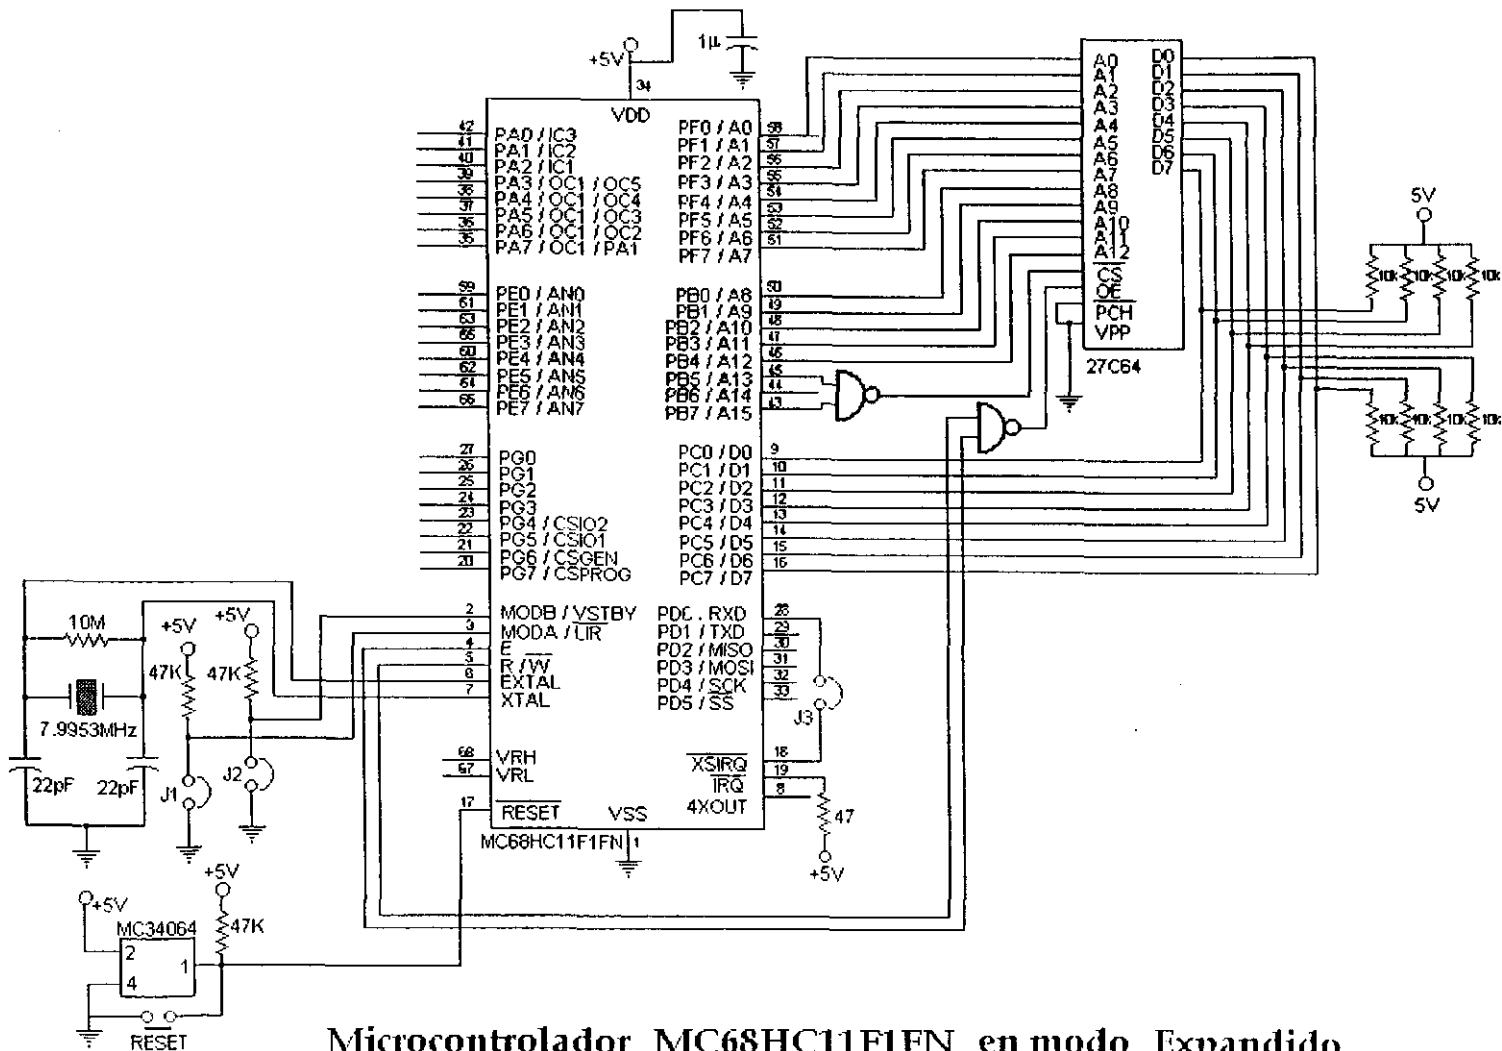 +5V
1µ
34
VDD
42 PA0 / IC3
41 PA1 / IC2
40 PA2 / IC1
39 PA3 / OC1 / OC5
38 PA4 / OC1 / OC4
37 PA5 / OC1 / OC3
36 PA6 / OC1 / OC2
35 PA7 / OC1 / PA1
59 PE0 / AN0
61 PE1 / AN1
63 PE2 / AN2
65 PE3 / AN3
60 PE4 / AN4
62 PE5 / AN5
64 PE6 / AN6
66 PE7 / AN7
27 PG0
26 PG1
25 PG2
24 PG3
23 PG4 / CSIO2
22 PG5 / CSIO1
21 PG6 / CSGEN
20 PG7 / CSPROG
2 MODB / VSTBY
3 MODA / LIR
4 E
5 R / W
6 EXTAL
7 XTAL
68 VRH
67 VRL
17 RESET
VSS
1
MC68HC11F1FN
PF0 / A0 58
PF1 / A1 57
PF2 / A2 56
PF3 / A3 55
PF4 / A4 54
PF5 / A5 53
PF6 / A6 52
PF7 / A7 51
PB0 / A8 50
PB1 / A9 49
PB2 / A10 48
PB3 / A11 47
PB4 / A12 46
PB5 / A13 45
PB6 / A14 44
PB7 / A15 43
PC0 / D0 9
PC1 / D1 10
PC2 / D2 11
PC3 / D3 12
PC4 / D4 13
PC5 / D5 14
PC6 / D6 15
PC7 / D7 16
PD0 . RXD 28
PD1 / TXD 29
PD2 / MISO 30
PD3 / MOSI 31
PD4 / SCK 32
PD5 / SS 33
XSIRQ 18
IRQ 19
4XOUT 8
J3
47
+5V
A0 D0
A1 D1
A2 D2
A3 D3
A4 D4
A5 D5
A6 D6
A7 D7
A8
A9
A10
A11
A12
CS
OE
PCH
VPP
27C64
5V
10k 10k 10k 10k
10k 10k 10k 10k
5V
10M
7.9953MHz
22pF 22pF
+5V +5V
47K 47K
J1 J2
+5V
+5V
47K
MC34064
2
1
4
RESET
Microcontrolador MC68HC11F1FN en modo Expandido